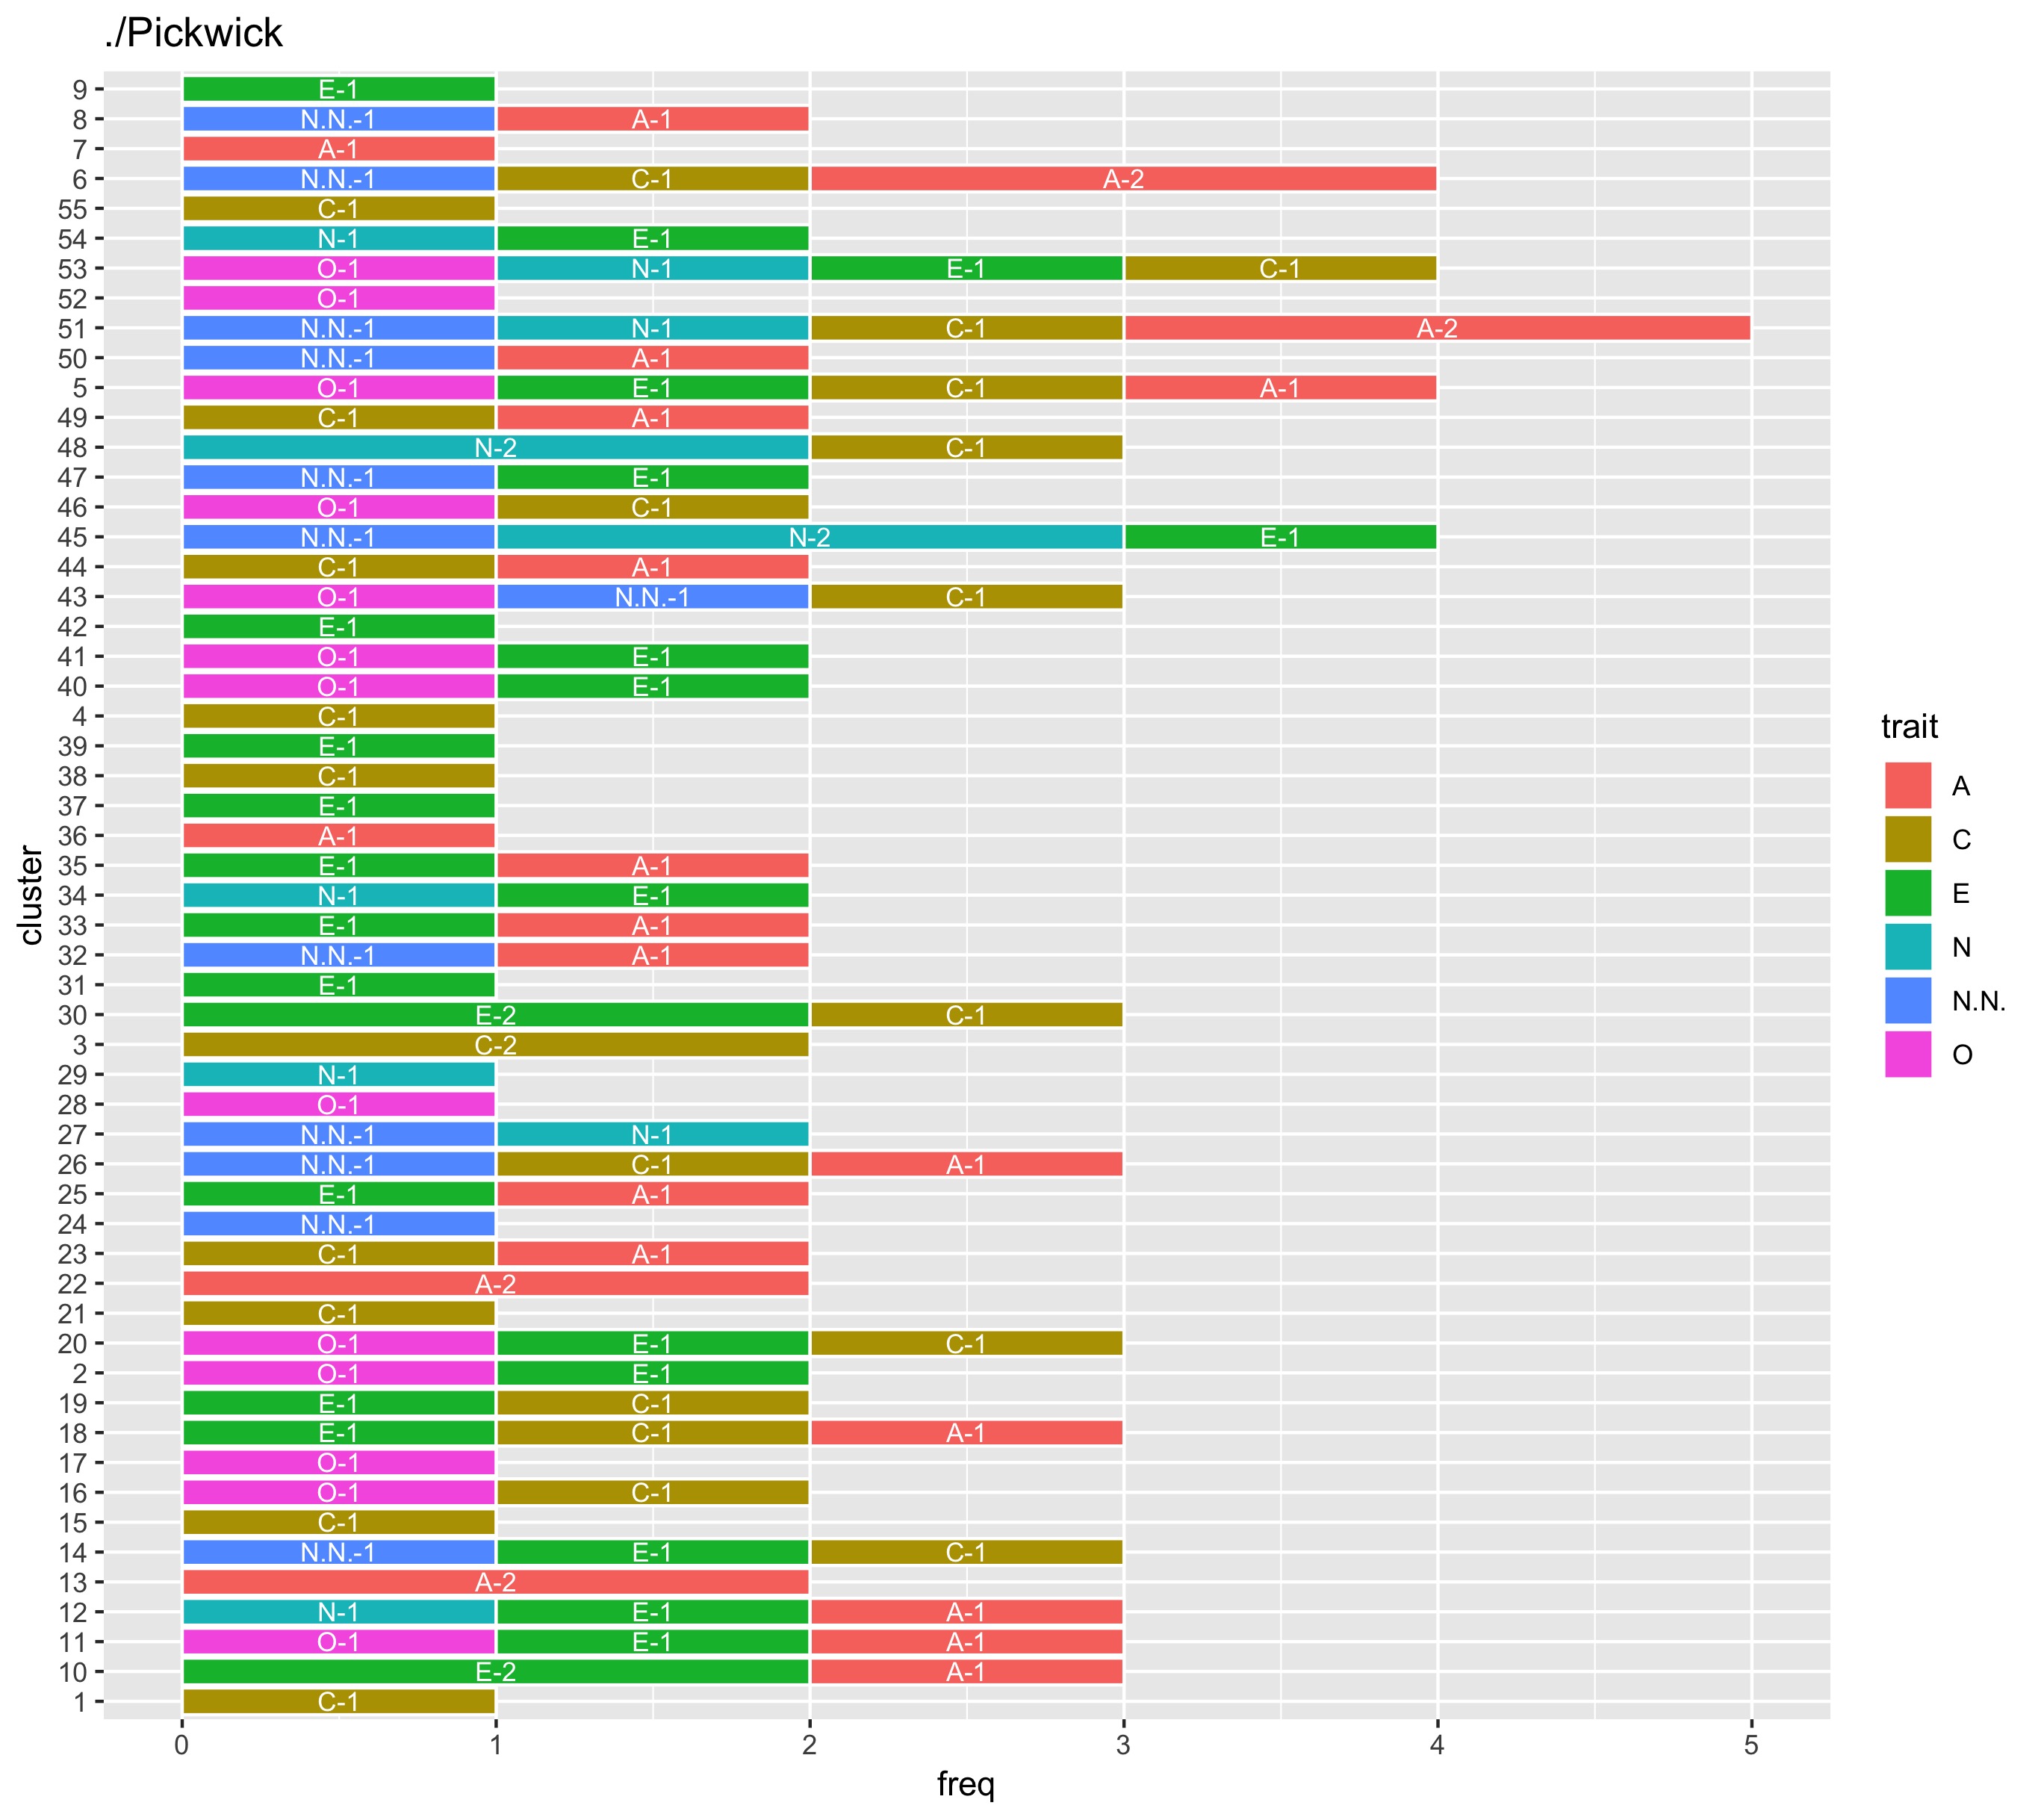 ./Pickwick
9 E-1
8 N.N.-1 A-1
7 A-1
6 N.N.-1 C-1 A-2
55 C-1
54 N-1 E-1
53 O-1 N-1 E-1 C-1
52 O-1
51 N.N.-1 N-1 C-1 A-2
50 N.N.-1 A-1
5 O-1 E-1 C-1 A-1
49 C-1 A-1
48 N-2 C-1
47 N.N.-1 E-1
46 O-1 C-1
45 N.N.-1 N-2 E-1
44 C-1 A-1
43 O-1 N.N.-1 C-1
42 E-1
41 O-1 E-1
40 O-1 E-1
4 C-1
39 E-1
38 C-1
37 E-1
36 A-1
35 E-1 A-1
34 N-1 E-1
33 E-1 A-1
32 N.N.-1 A-1
31 E-1
30 E-2 C-1
3 C-2
29 N-1
28 O-1
27 N.N.-1 N-1
26 N.N.-1 C-1 A-1
25 E-1 A-1
24 N.N.-1
23 C-1 A-1
22 A-2
21 C-1
20 O-1 E-1 C-1
2 O-1 E-1
19 E-1 C-1
18 E-1 C-1 A-1
17 O-1
16 O-1 C-1
15 C-1
14 N.N.-1 E-1 C-1
13 A-2
12 N-1 E-1 A-1
11 O-1 E-1 A-1
10 E-2 A-1
1 C-1
0 1 2 3 4 5
freq
cluster
trait
A
C
E
N
N.N.
O